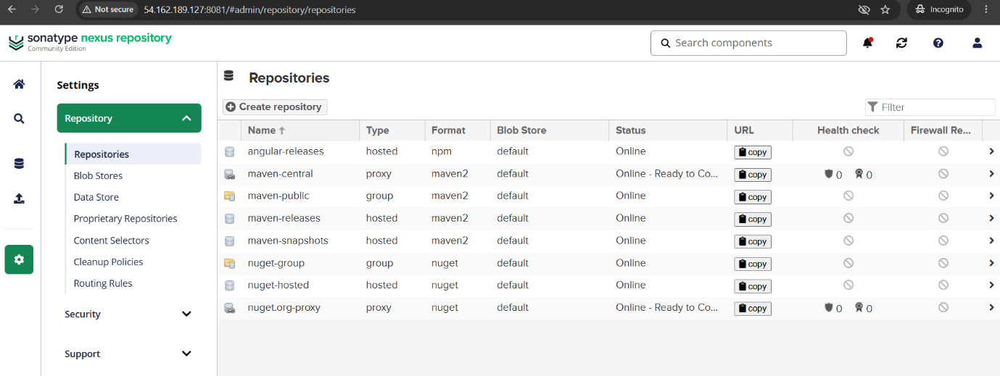 Not secure 54.162.189.127:8081/#admin/repository/repositories Incognito
sonatype nexus repository
Community Edition
Search components
Settings
Repository
Repositories
Blob Stores
Data Store
Proprietary Repositories
Content Selectors
Cleanup Policies
Routing Rules
Security
Support
Repositories
Create repository Filter
Name Type Format Blob Store Status URL Health check Firewall Re...
angular-releases hosted npm default Online copy
maven-central proxy maven2 default Online - Ready to Co... copy 0 0
maven-public group maven2 default Online copy
maven-releases hosted maven2 default Online copy
maven-snapshots hosted maven2 default Online copy
nuget-group group nuget default Online copy
nuget-hosted hosted nuget default Online copy
nuget.org-proxy proxy nuget default Online - Ready to Co... copy 0 0